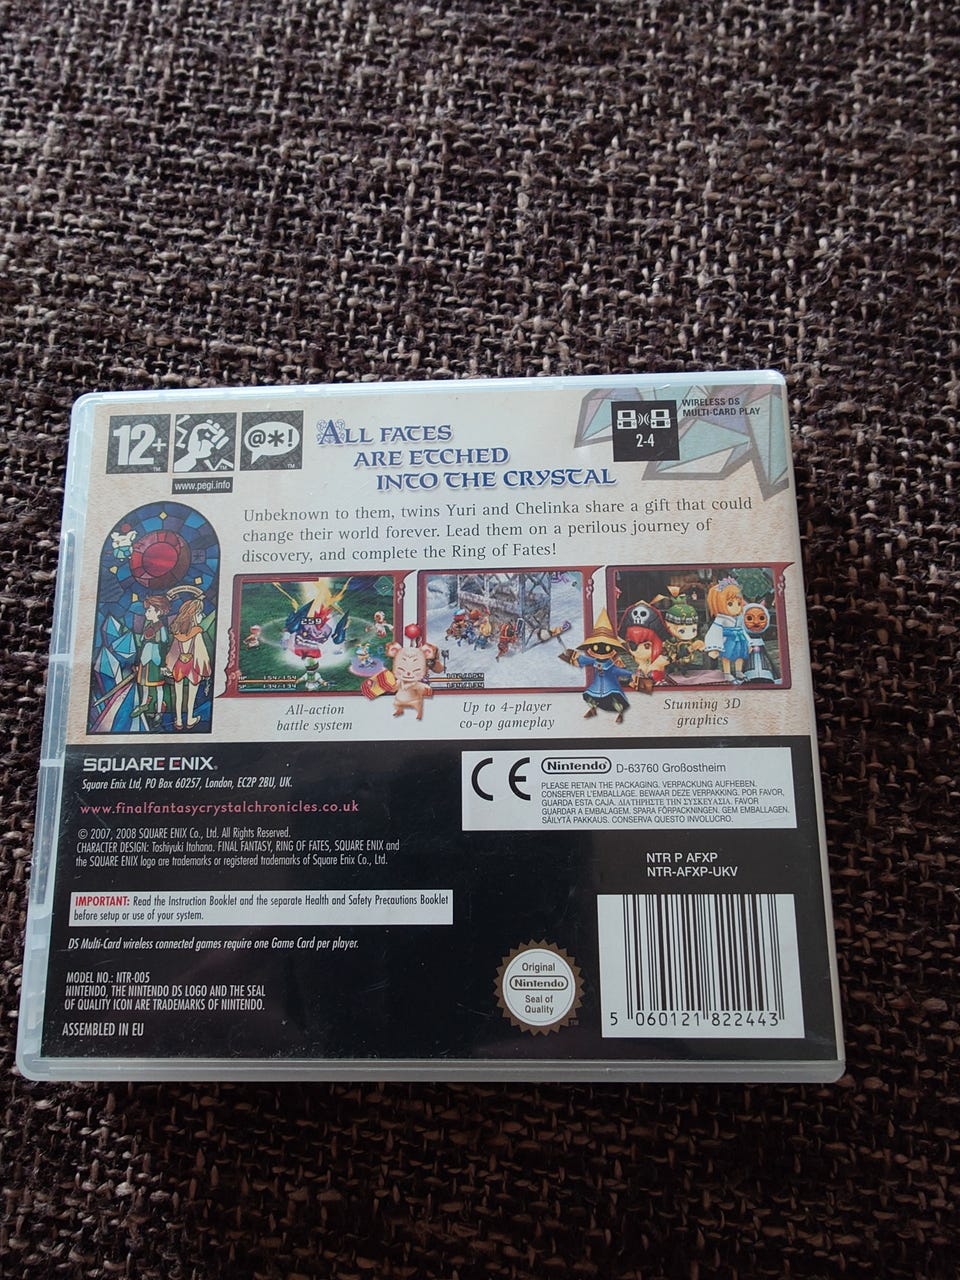 12+
www.pegi.info
@*!
ALL FATES
ARE ETCHED
INTO THE CRYSTAL
2-4
WIRELESS DS
MULTI-CARD PLAY
Unbeknown to them, twins Yuri and Chelinka share a gift that could
change their world forever. Lead them on a perilous journey of
discovery, and complete the Ring of Fates!
259
HP 154/154
SP 134/134
All-action
battle system
Up to 4-player
co-op gameplay
Stunning 3D
graphics
SQUARE ENIX®
Square Enix Ltd, PO Box 60257, London, EC2P 2BU, UK.
www.finalfantasycrystalchronicles.co.uk
© 2007, 2008 SQUARE ENIX Co., Ltd. All Rights Reserved.
CHARACTER DESIGN: Toshiyuki Itahana. FINAL FANTASY, RING OF FATES, SQUARE ENIX and
the SQUARE ENIX logo are trademarks or registered trademarks of Square Enix Co., Ltd.
IMPORTANT: Read the Instruction Booklet and the separate Health and Safety Precautions Booklet
before setup or use of your system.
DS Multi-Card wireless connected games require one Game Card per player.
MODEL NO.: NTR-005
NINTENDO, THE NINTENDO DS LOGO AND THE SEAL
OF QUALITY ICON ARE TRADEMARKS OF NINTENDO.
ASSEMBLED IN EU
CE
Nintendo® D-63760 Großostheim
PLEASE RETAIN THE PACKAGING. VERPACKUNG AUFHEBEN.
CONSERVER L'EMBALLAGE. BEWAAR DEZE VERPAKKING. POR FAVOR,
GUARDA ESTA CAJA. ΔΙΑΤΗΡΗΣΤΕ ΤΗΝ ΣΥΣΚΕΥΑΣΙΑ. FAVOR
GUARDAR A EMBALAGEM. SPARA FÖRPACKNINGEN. GEM EMBALLAGEN.
SÄILYTÄ PAKKAUS. CONSERVA QUESTO INVOLUCRO.
NTR P AFXP
NTR-AFXP-UKV
Original
Nintendo
Seal of
Quality
™
5 060121 822443